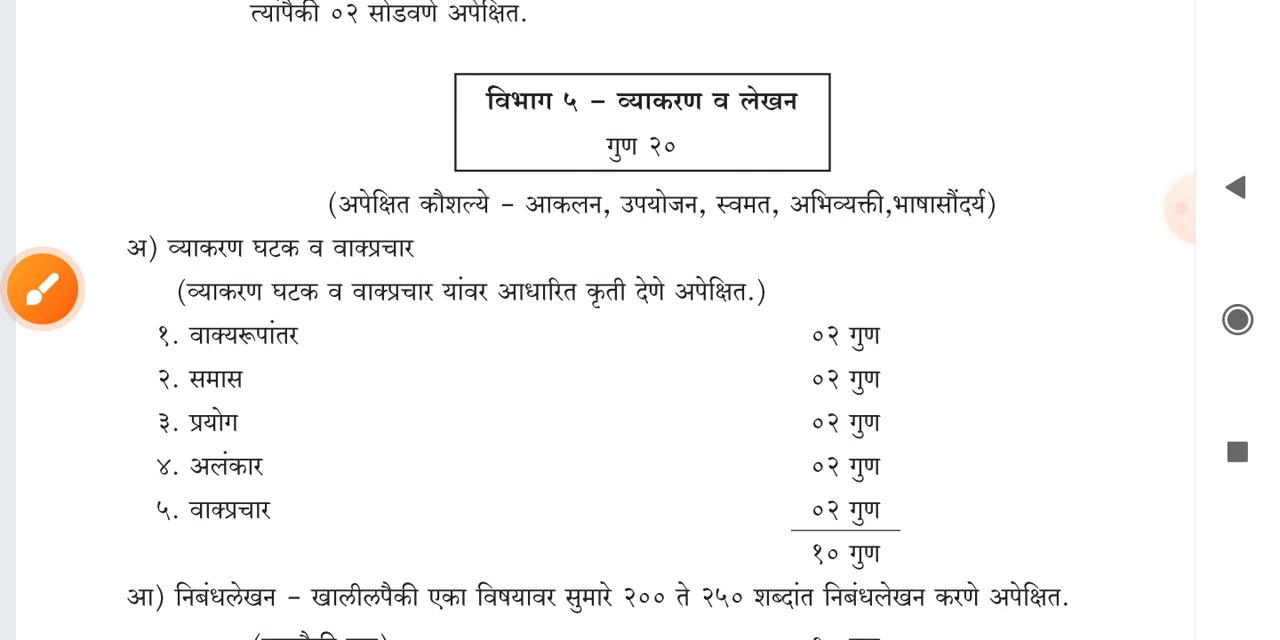 त्यांपैकी ०२ सोडवणे अपेक्षित.
विभाग ५ – व्याकरण व लेखन
गुण २०
(अपेक्षित कौशल्ये – आकलन, उपयोजन, स्वमत, अभिव्यक्ती,भाषासौंदर्य)
अ) व्याकरण घटक व वाक्प्रचार
(व्याकरण घटक व वाक्प्रचार यांवर आधारित कृती देणे अपेक्षित.)
१. वाक्यरूपांतर ०२ गुण
२. समास ०२ गुण
३. प्रयोग ०२ गुण
४. अलंकार ०२ गुण
५. वाक्प्रचार ०२ गुण
१० गुण
आ) निबंधलेखन – खालीलपैकी एका विषयावर सुमारे २०० ते २५० शब्दांत निबंधलेखन करणे अपेक्षित.